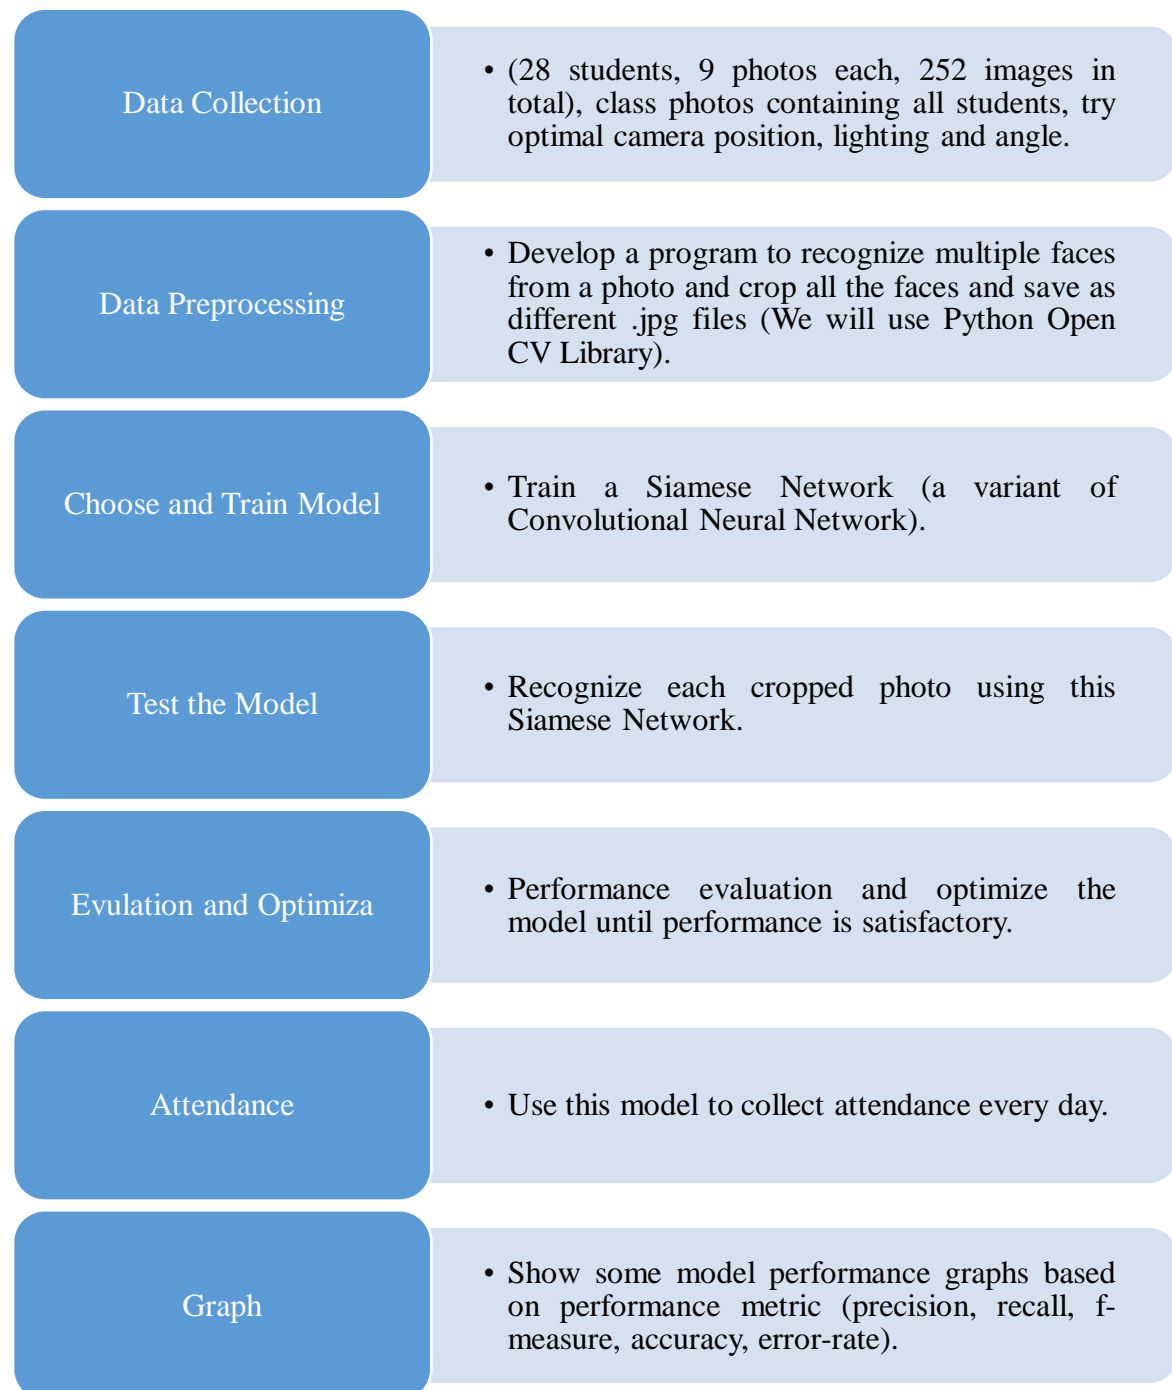 Data Collection
• (28 students, 9 photos each, 252 images in
total), class photos containing all students, try
optimal camera position, lighting and angle.
Data Preprocessing
• Develop a program to recognize multiple faces
from a photo and crop all the faces and save as
different .jpg files (We will use Python Open
CV Library).
Choose and Train Model
• Train a Siamese Network (a variant of
Convolutional Neural Network).
Test the Model
• Recognize each cropped photo using this
Siamese Network.
Evulation and Optimiza
• Performance evaluation and optimize the
model until performance is satisfactory.
Attendance
• Use this model to collect attendance every day.
Graph
• Show some model performance graphs based
on performance metric (precision, recall, f-
measure, accuracy, error-rate).